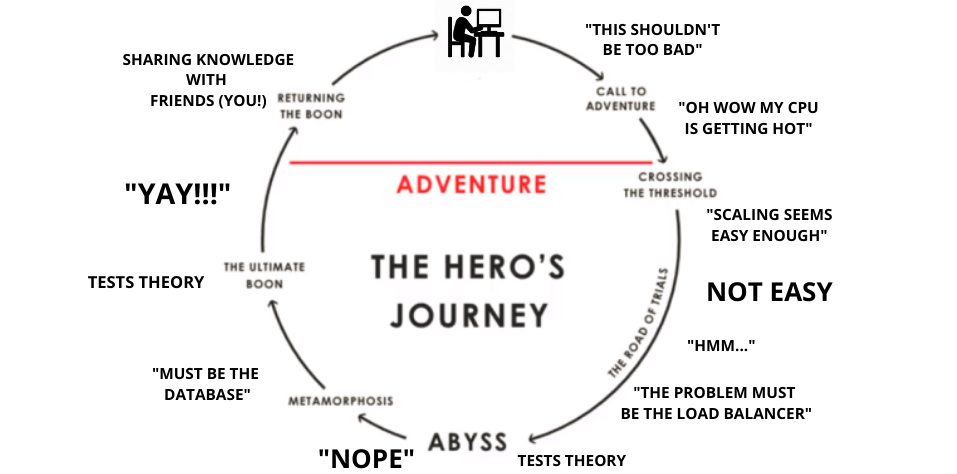 "THIS SHOULDN'T
BE TOO BAD"
CALL TO
ADVENTURE
"OH WOW MY CPU
IS GETTING HOT"
CROSSING
THE THRESHOLD
"SCALING SEEMS
EASY ENOUGH"
NOT EASY
THE ROAD OF TRIALS
"HMM..."
"THE PROBLEM MUST
BE THE LOAD BALANCER"
TESTS THEORY
ABYSS
"NOPE"
METAMORPHOSIS
"MUST BE THE
DATABASE"
TESTS THEORY
THE ULTIMATE
BOON
"YAY!!!"
RETURNING
THE BOON
SHARING KNOWLEDGE
WITH
FRIENDS (YOU!)
ADVENTURE
THE HERO'S
JOURNEY